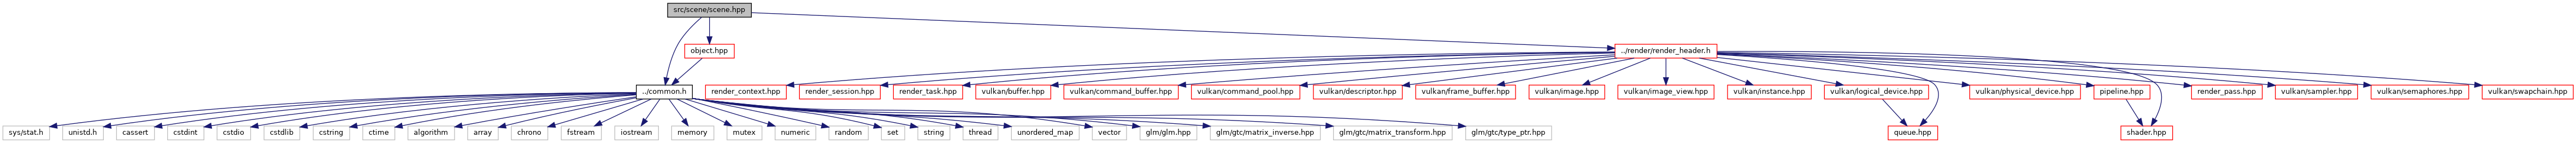 src/scene/scene.hpp
object.hpp
../render/render_header.h
../common.h
render_context.hpp
render_session.hpp
render_task.hpp
vulkan/buffer.hpp
vulkan/command_buffer.hpp
vulkan/command_pool.hpp
vulkan/descriptor.hpp
vulkan/frame_buffer.hpp
vulkan/image.hpp
vulkan/image_view.hpp
vulkan/instance.hpp
vulkan/logical_device.hpp
vulkan/physical_device.hpp
pipeline.hpp
render_pass.hpp
vulkan/sampler.hpp
vulkan/semaphores.hpp
vulkan/swapchain.hpp
sys/stat.h
unistd.h
cassert
cstdint
cstdio
cstdlib
cstring
ctime
algorithm
array
chrono
fstream
iostream
memory
mutex
numeric
random
set
string
thread
unordered_map
vector
glm/glm.hpp
glm/gtc/matrix_inverse.hpp
glm/gtc/matrix_transform.hpp
glm/gtc/type_ptr.hpp
queue.hpp
shader.hpp